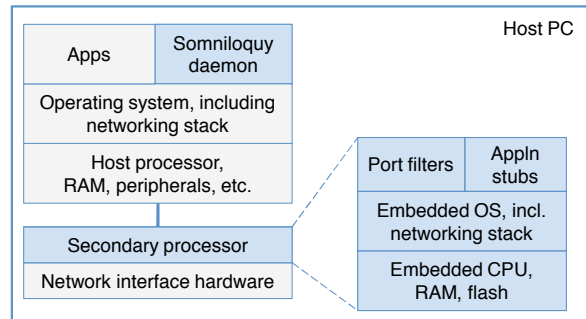 Host PC
Apps
Somniloquy
daemon
Operating system, including
networking stack
Host processor,
RAM, peripherals, etc.
Secondary processor
Network interface hardware
Port filters
Appln
stubs
Embedded OS, incl.
networking stack
Embedded CPU,
RAM, flash